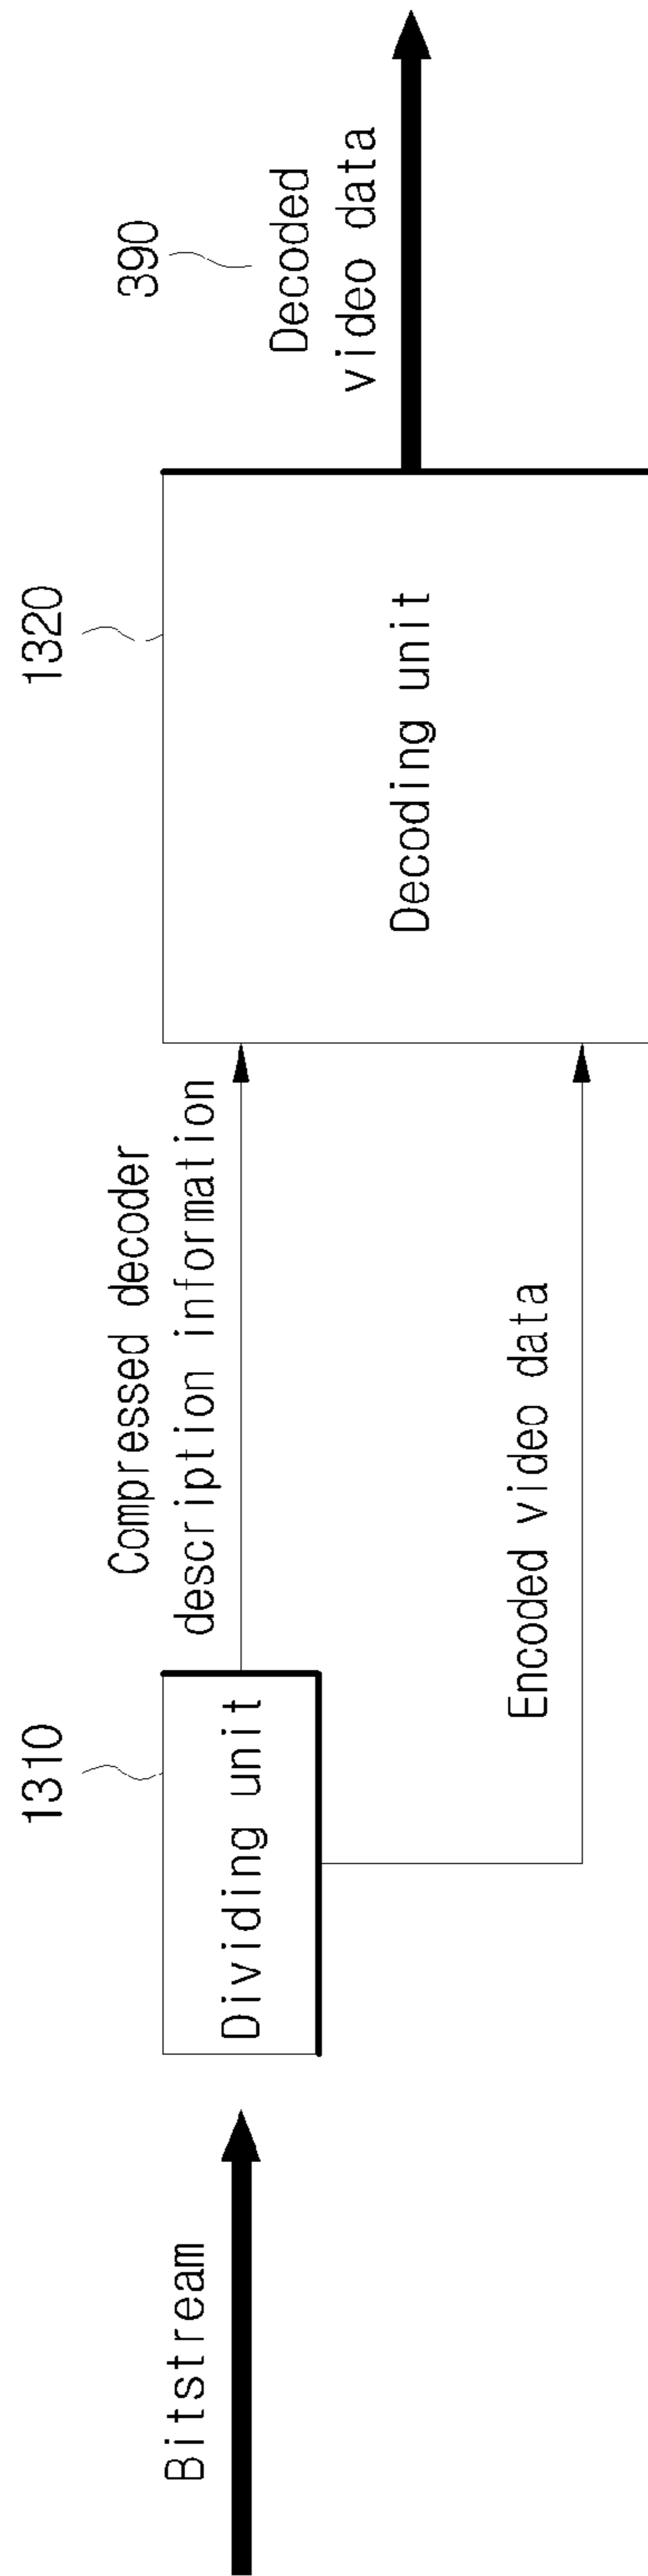 Bitstream
1310
Dividing unit
Compressed decoder
description information
Encoded video data
1320
Decoding unit
390
Decoded
video data